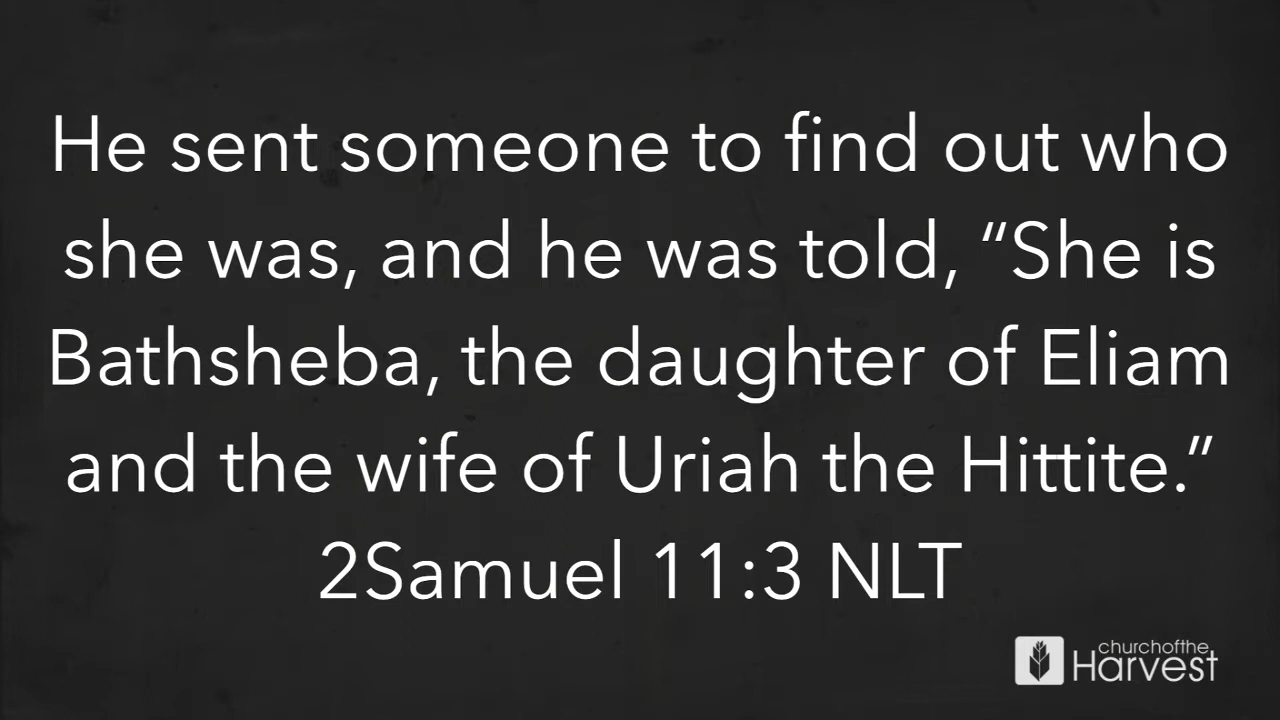 He sent someone to find out who
she was, and he was told, “She is
Bathsheba, the daughter of Eliam
and the wife of Uriah the Hittite.”
2Samuel 11:3 NLT
churchofthe
Harvest